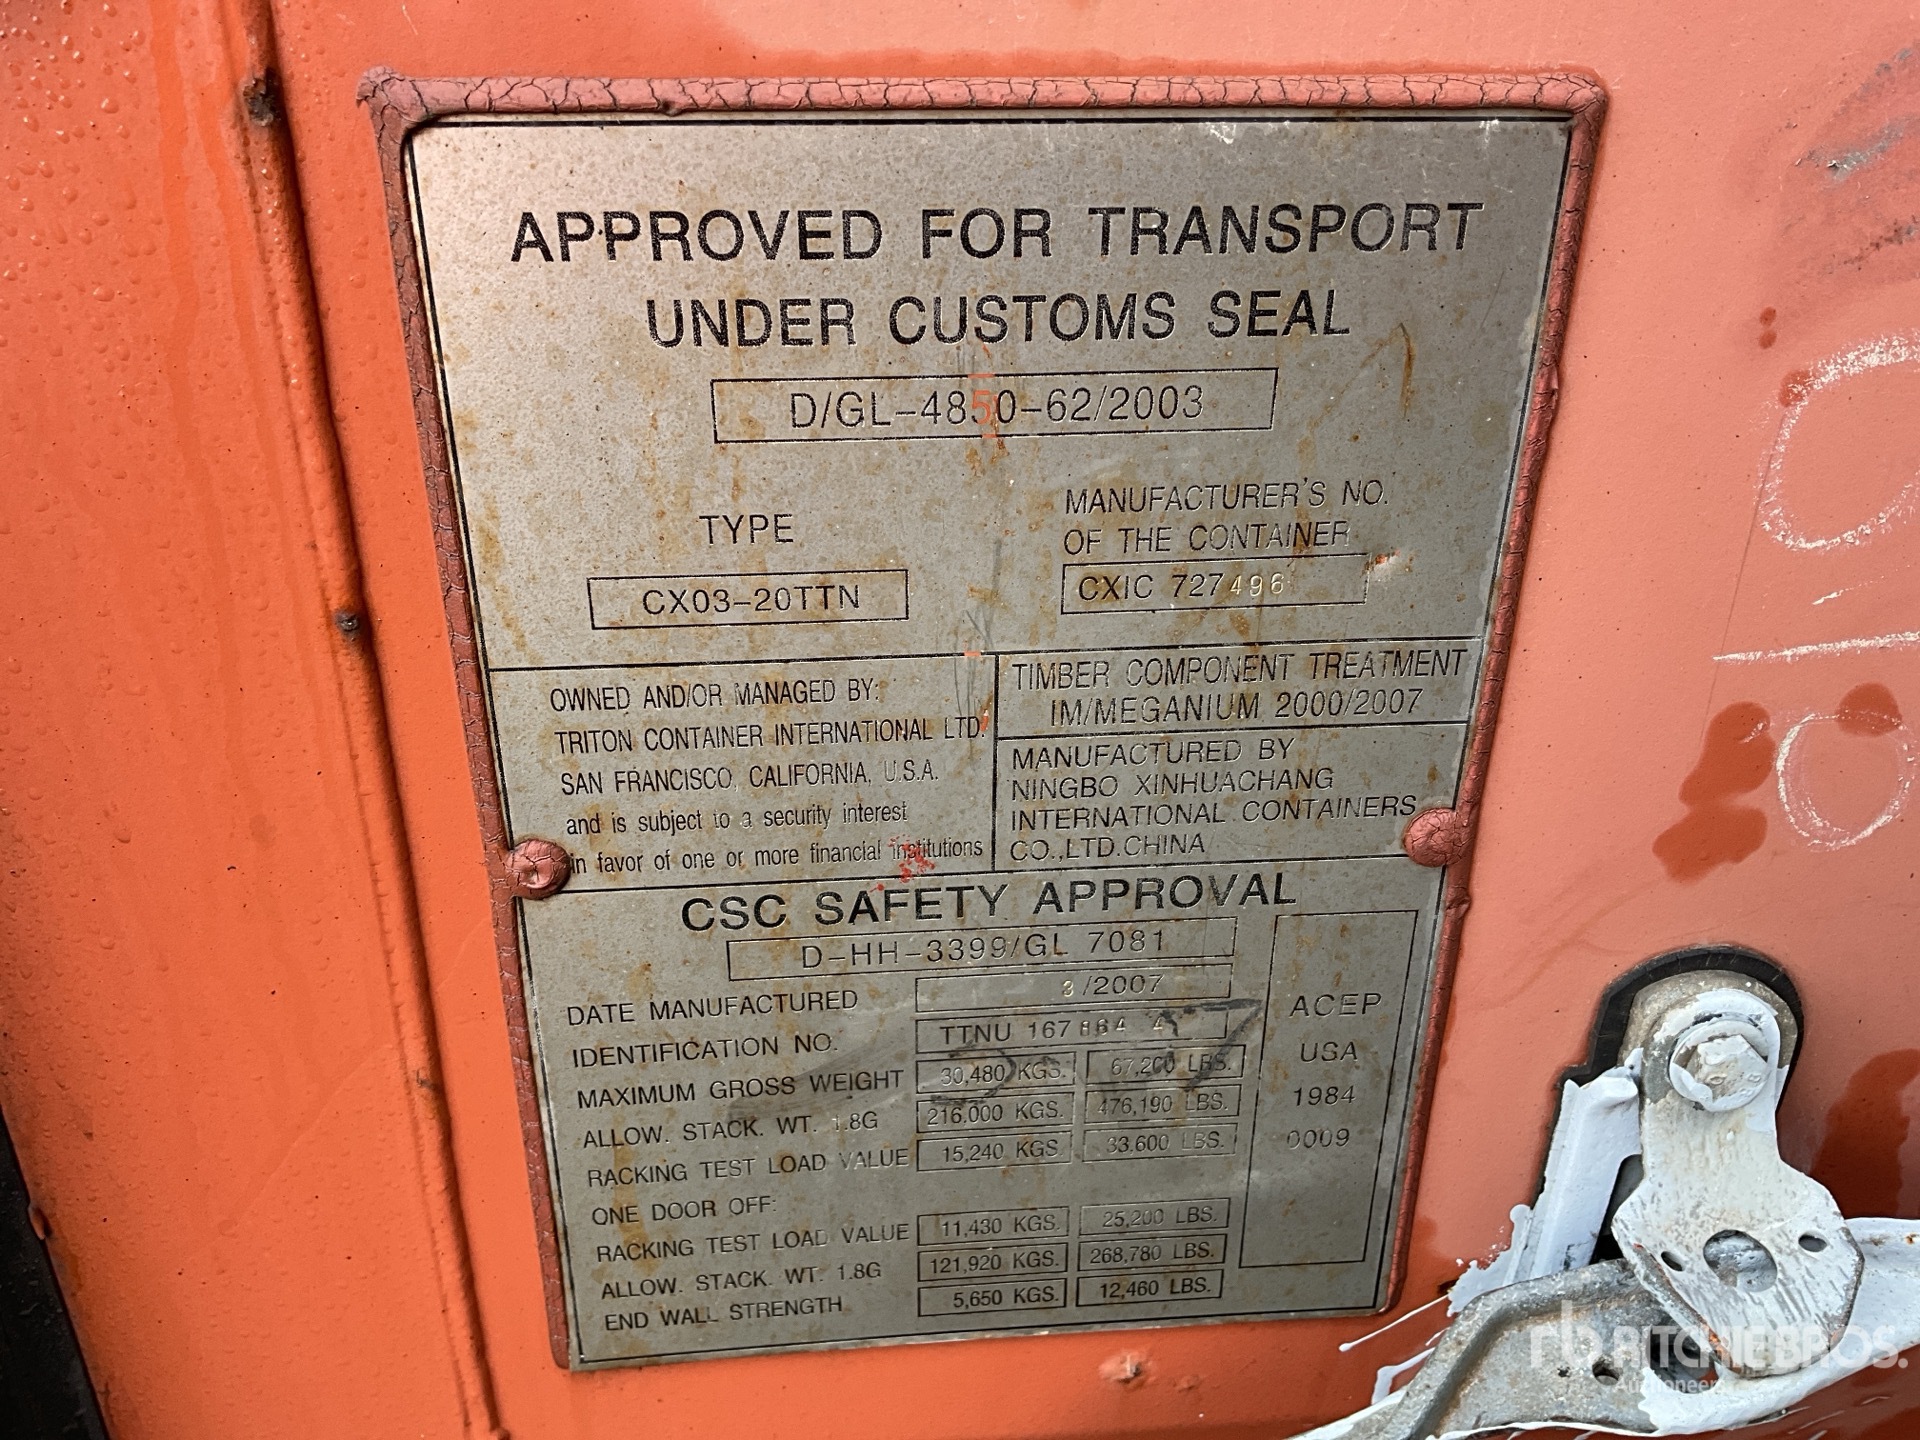 APPROVED FOR TRANSPORT
UNDER CUSTOMS SEAL
D/GL-4850-62/2003
TYPE
CX03-20TTN
MANUFACTURER'S NO.
OF THE CONTAINER
CXIC 727498
OWNED AND/OR MANAGED BY:
TRITON CONTAINER INTERNATIONAL LTD.
SAN FRANCISCO, CALIFORNIA, U.S.A.
and is subject to a security interest
in favor of one or more financial institutions
TIMBER COMPONENT TREATMENT
IM/MEGANIUM 2000/2007
MANUFACTURED BY
NINGBO XINHUACHANG
INTERNATIONAL CONTAINERS
CO.,LTD.CHINA
CSC SAFETY APPROVAL
D-HH-3399/GL 7081
DATE MANUFACTURED /2007
IDENTIFICATION NO. TTNU 167884 4
MAXIMUM GROSS WEIGHT 30,480 KGS. 67,200 LBS.
ALLOW. STACK. WT. 1.8G 216,000 KGS. 476,190 LBS.
RACKING TEST LOAD VALUE 15,240 KGS 33,600 LBS.
ONE DOOR OFF:
RACKING TEST LOAD VALUE 11,430 KGS. 25,200 LBS.
ALLOW. STACK. WT. 1.8G 121,920 KGS. 268,780 LBS.
END WALL STRENGTH 5,650 KGS. 12,460 LBS.
ACEP
USA
1984
0009
rb RITCHIE BROS.
Auctioneers